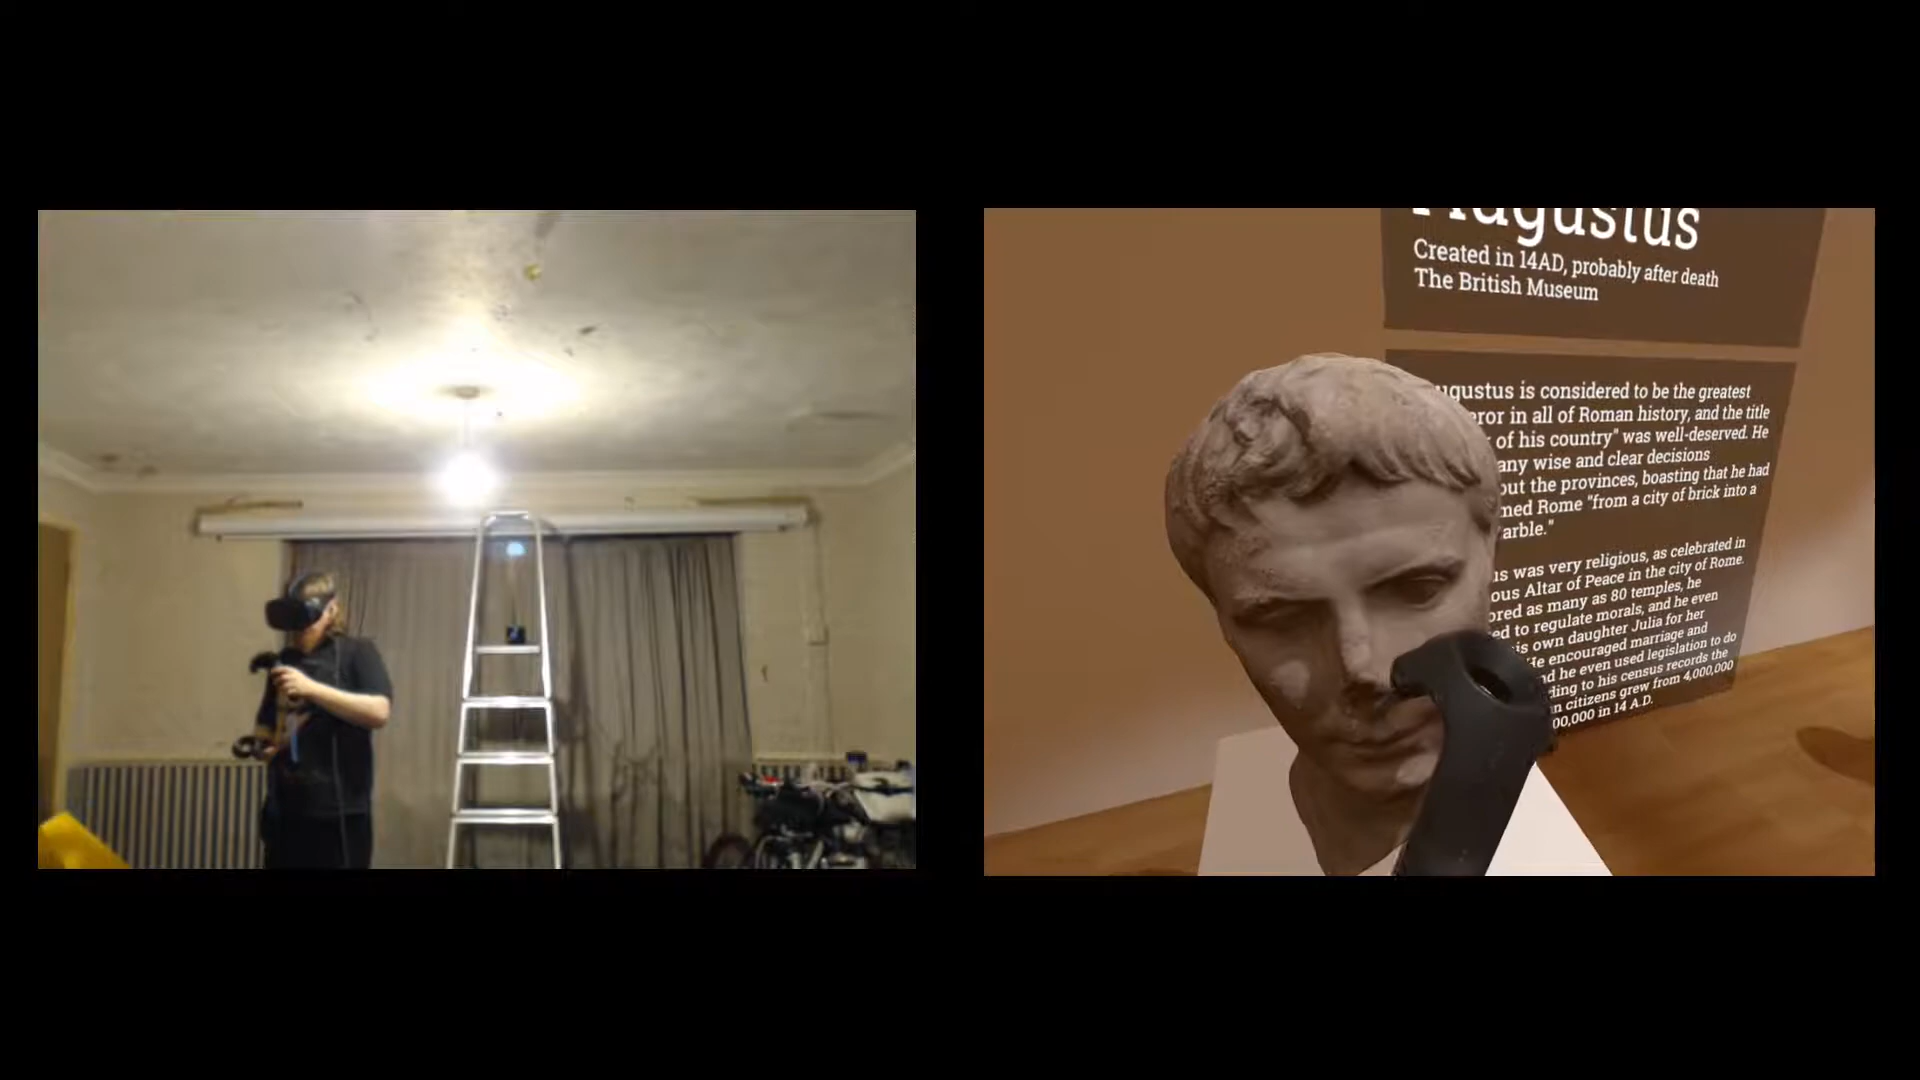 Augustus
Created in 14AD, probably after death
The British Museum
ugustus is considered to be the greatest
eror in all of Roman history, and the title
of his country" was well-deserved. He
any wise and clear decisions
out the provinces, boasting that he had
med Rome "from a city of brick into a
arble."
us was very religious, as celebrated in
ous Altar of Peace in the city of Rome.
ored as many as 80 temples, he
ed to regulate morals, and he even
is own daughter Julia for her
He encouraged marriage and
nd he even used legislation to do
ding to his census records the
n citizens grew from 4,000,000
00,000 in 14 A.D.